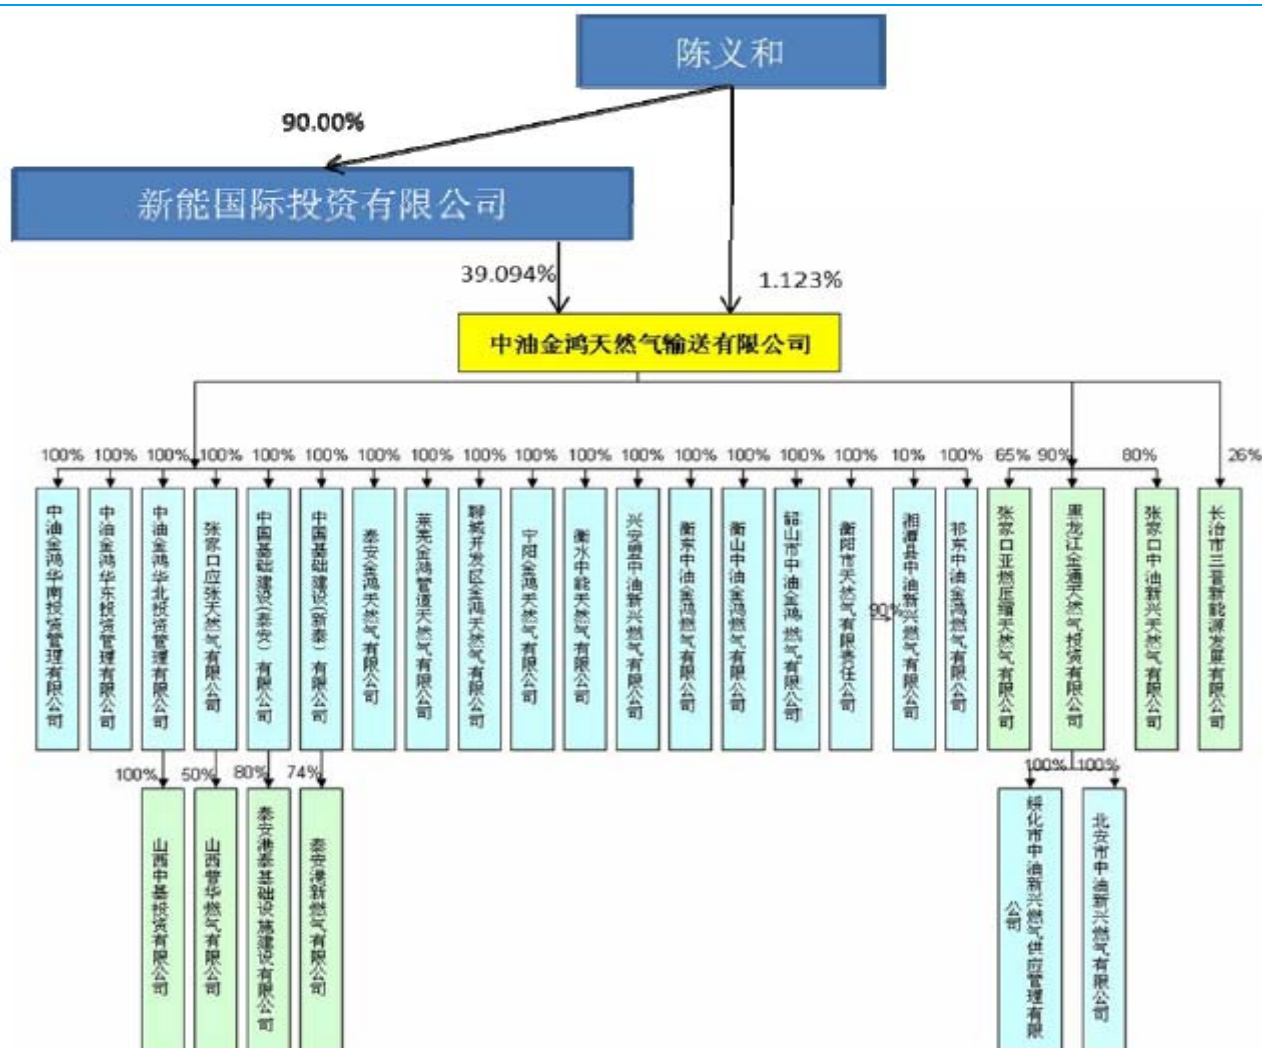 陈义和
90.00%
新能国际投资有限公司
39.094%
1.123%
中油金鸿天然气输送有限公司
100% 100% 100% 100% 100% 100% 100% 100% 100% 100% 100% 100% 100% 100% 100% 100% 10% 100% 65% 90% 80% 26%
中油金鸿华南投资管理有限公司
中油金鸿华东投资管理有限公司
中油金鸿华北投资管理有限公司
张家口应张天然气有限公司
中国基础建设(泰安)有限公司
中国基础建设(新泰)有限公司
泰安金鸿天然气有限公司
莱芜金鸿管道天然气有限公司
聊城开发区金鸿天然气有限公司
宁阳金鸿天然气有限公司
衡水中能天然气有限公司
兴安盟中油新兴燃气有限公司
衡东中油金鸿燃气有限公司
衡山中油金鸿燃气有限公司
韶山市中油金鸿燃气有限公司
衡阳市天然气有限责任公司
90%
湘潭县中油新兴燃气有限公司
祁东中油金鸿燃气有限公司
张家口亚燃压缩天然气有限公司
黑龙江金通天然气投资有限公司
张家口中油新兴天然气有限公司
长治市三晋新能源发展有限公司
100% 50% 80% 74% 100% 100%
山西中基投资有限公司
山西普华燃气有限公司
泰安港泰基础设施建设有限公司
泰安港新燃气有限公司
绥化市中油新兴燃气供应管理有限
公司
北安市中油新兴燃气有限公司